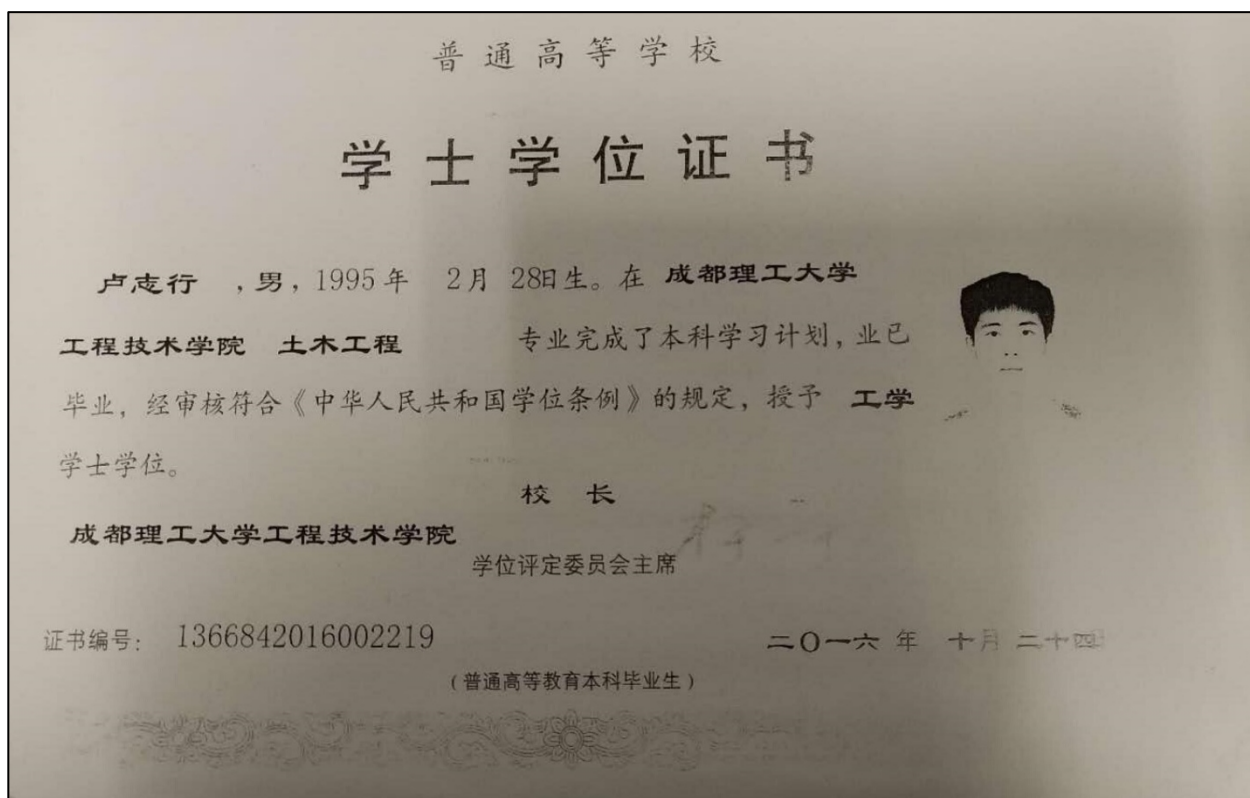 普通高等学校
学士学位证书
卢志行 ,男, 1995年 2月 28日生。在 成都理工大学
工程技术学院 土木工程 专业完成了本科学习计划, 业已
毕业, 经审核符合《中华人民共和国学位条例》的规定, 授予 工学
学士学位。
校 长
成都理工大学工程技术学院
学位评定委员会主席
证书编号: 1366842016002219
二〇一六 年 十月 二十四
(普通高等教育本科毕业生)